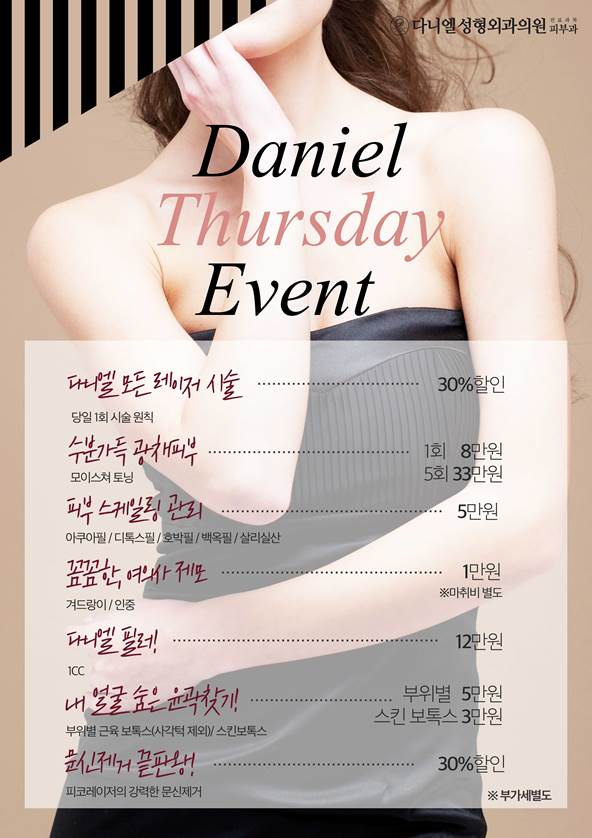 다니엘성형외과의원 진료과목 피부과
Daniel
Thursday
Event
다니엘 모든 레이저 시술 30%할인
당일 1회 시술 원칙
수분가득 광채피부 1회 8만원
모이스쳐 토닝 5회 33만원
피부 스케일링 관리 5만원
아쿠아필 / 디톡스필 / 호박필 / 백옥필 / 살리실산
꼼꼼한, 여의사 제모 1만원
겨드랑이 / 인중 ※마취비 별도
다니엘 필러! 12만원
1CC
내 얼굴 숨은 윤곽찾기! 부위별 5만원
스킨 보톡스 3만원
부위별 근육 보톡스(사각턱 제외)/ 스킨보톡스
문신제거 끝판왕! 30%할인
피코레이저의 강력한 문신제거
※ 부가세별도